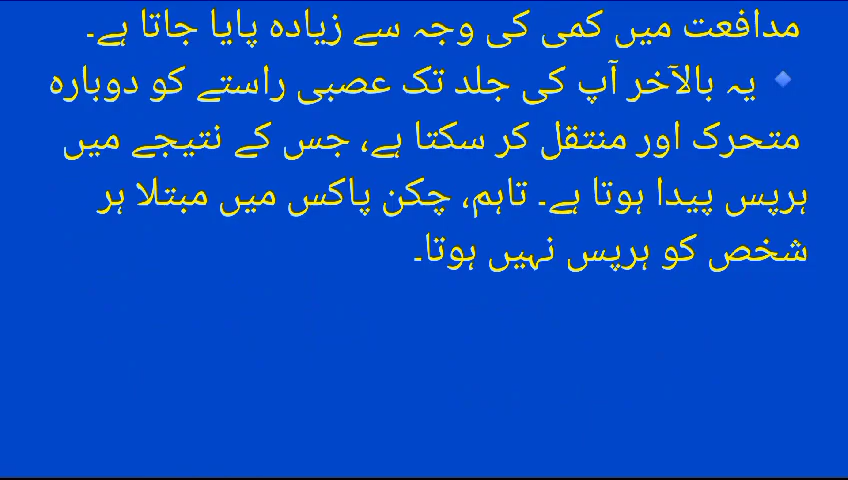 مدافعت میں کمی کی وجہ سے زیادہ پایا جاتا ہے۔
🔹 یہ بالآخر آپ کی جلد تک عصبی راستے کو دوبارہ
متحرک اور منتقل کر سکتا ہے، جس کے نتیجے میں
ہرپس پیدا ہوتا ہے۔ تاہم، چکن پاکس میں مبتلا ہر
شخص کو ہرپس نہیں ہوتا۔